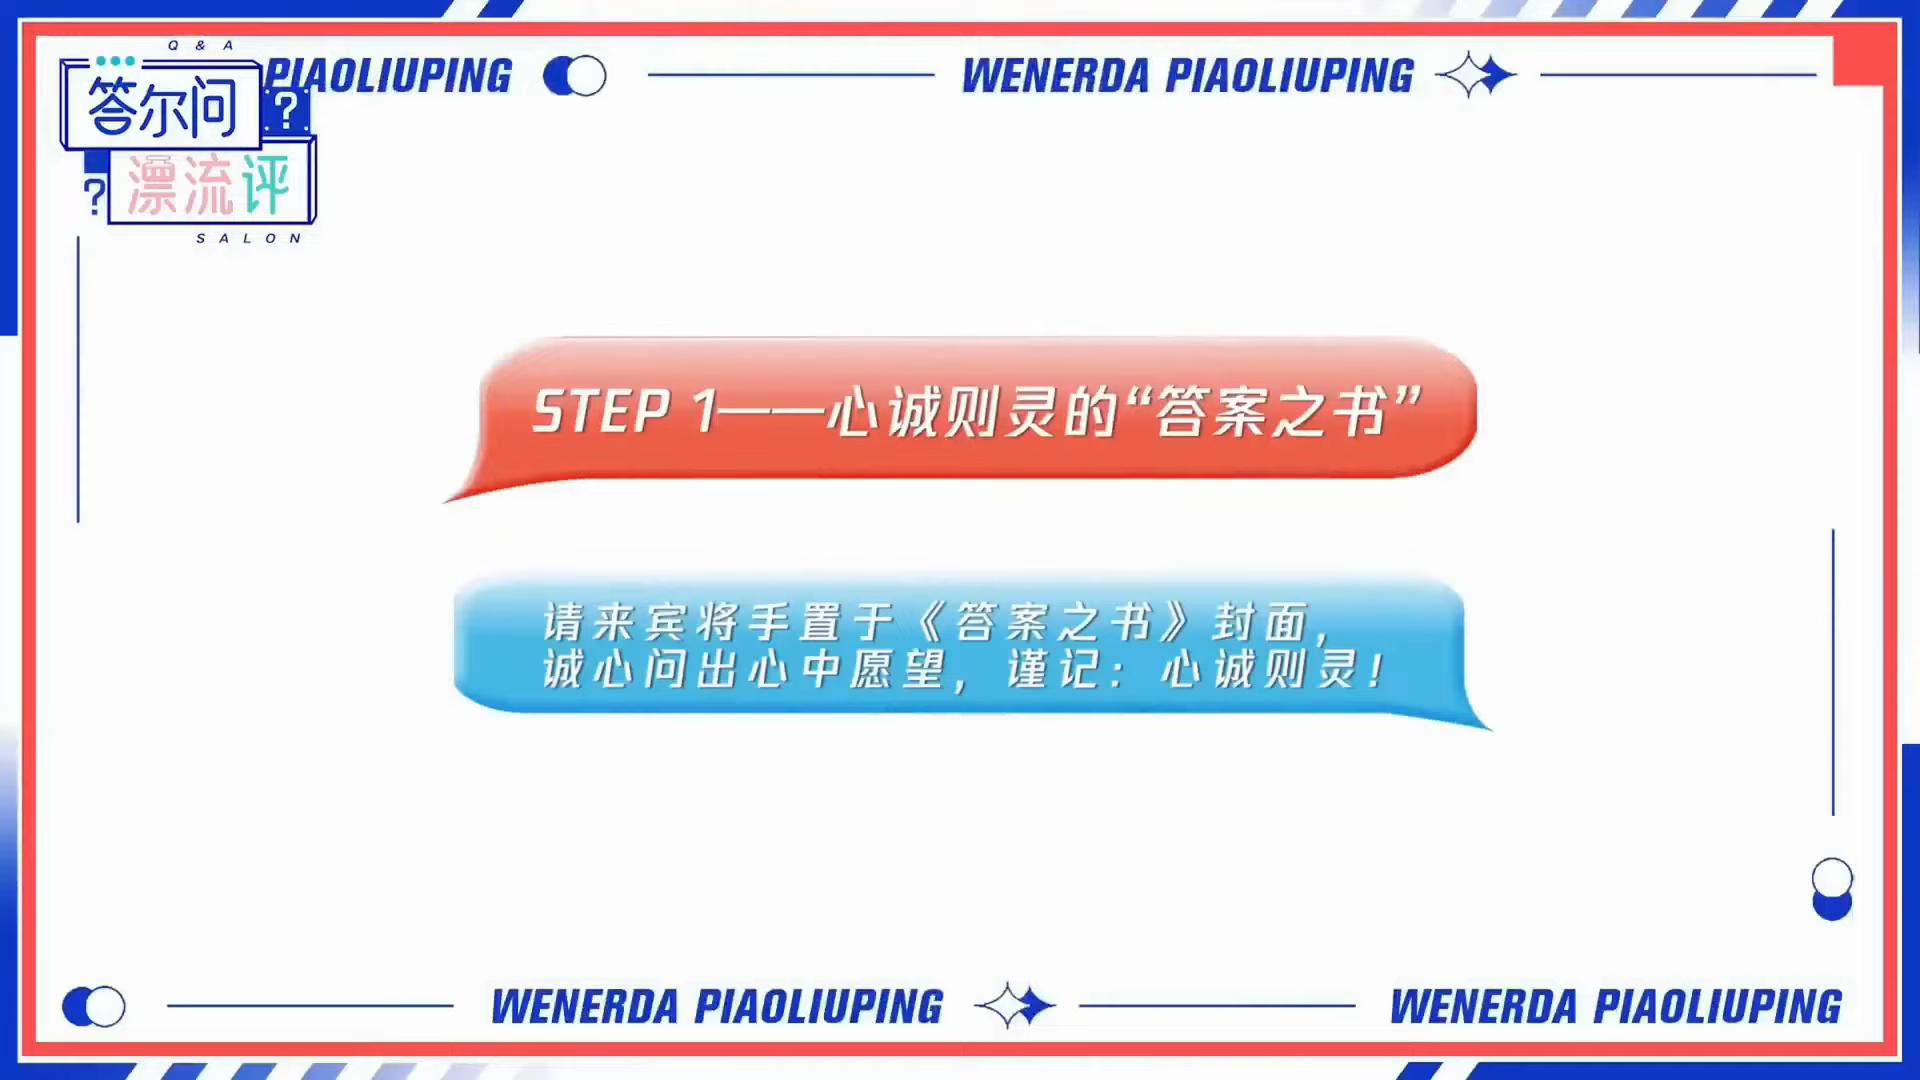 Q & A
答尔问
?
PIAOLIUPING
WENERDA PIAOLIUPING
?
漂流评
SALON
STEP 1——心诚则灵的“答案之书”
请来宾将手置于《答案之书》封面，
诚心问出心中愿望，谨记：心诚则灵！
WENERDA PIAOLIUPING
WENERDA PIAOLIUPING